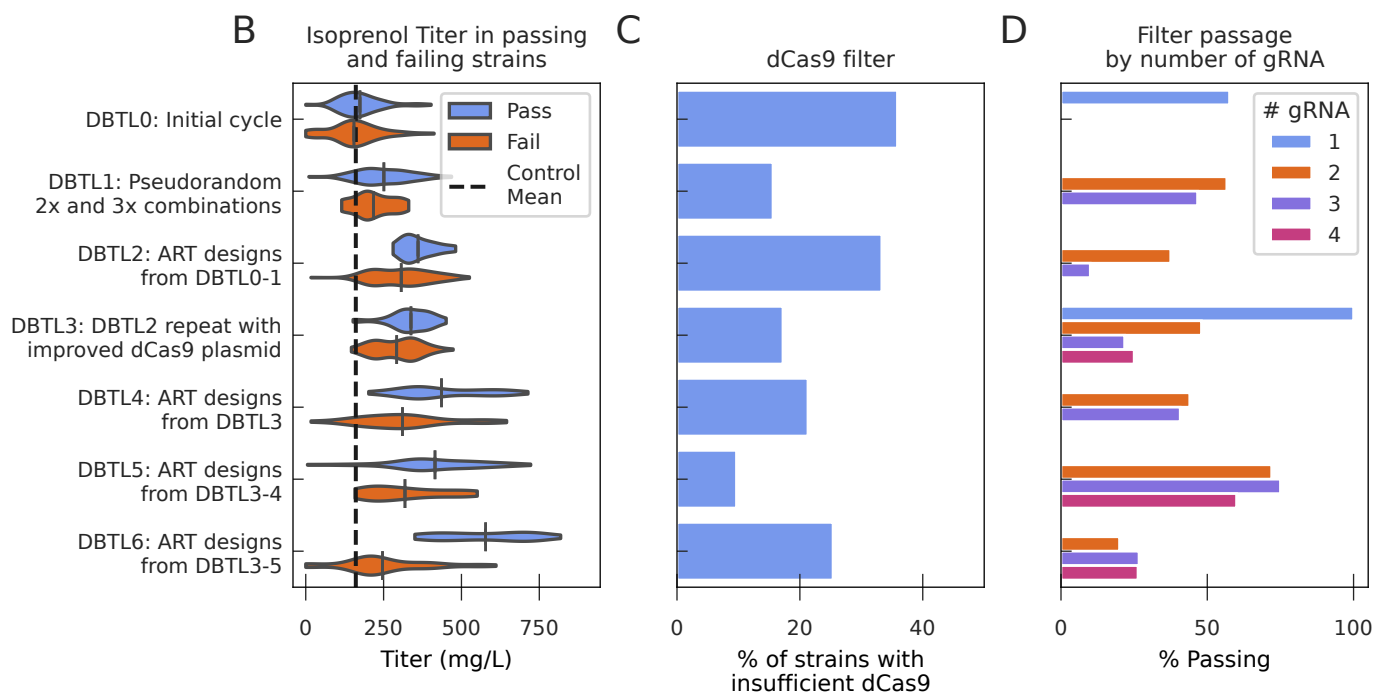 B
Isoprenol Titer in passing
and failing strains
Pass
Fail
Control
Mean
DBTL0: Initial cycle
DBTL1: Pseudorandom
2x and 3x combinations
DBTL2: ART designs
from DBTL0-1
DBTL3: DBTL2 repeat with
improved dCas9 plasmid
DBTL4: ART designs
from DBTL3
DBTL5: ART designs
from DBTL3-4
DBTL6: ART designs
from DBTL3-5
0 250 500 750
Titer (mg/L)
C
dCas9 filter
0 20 40
% of strains with
insufficient dCas9
D
Filter passage
by number of gRNA
# gRNA
1
2
3
4
0 50 100
% Passing